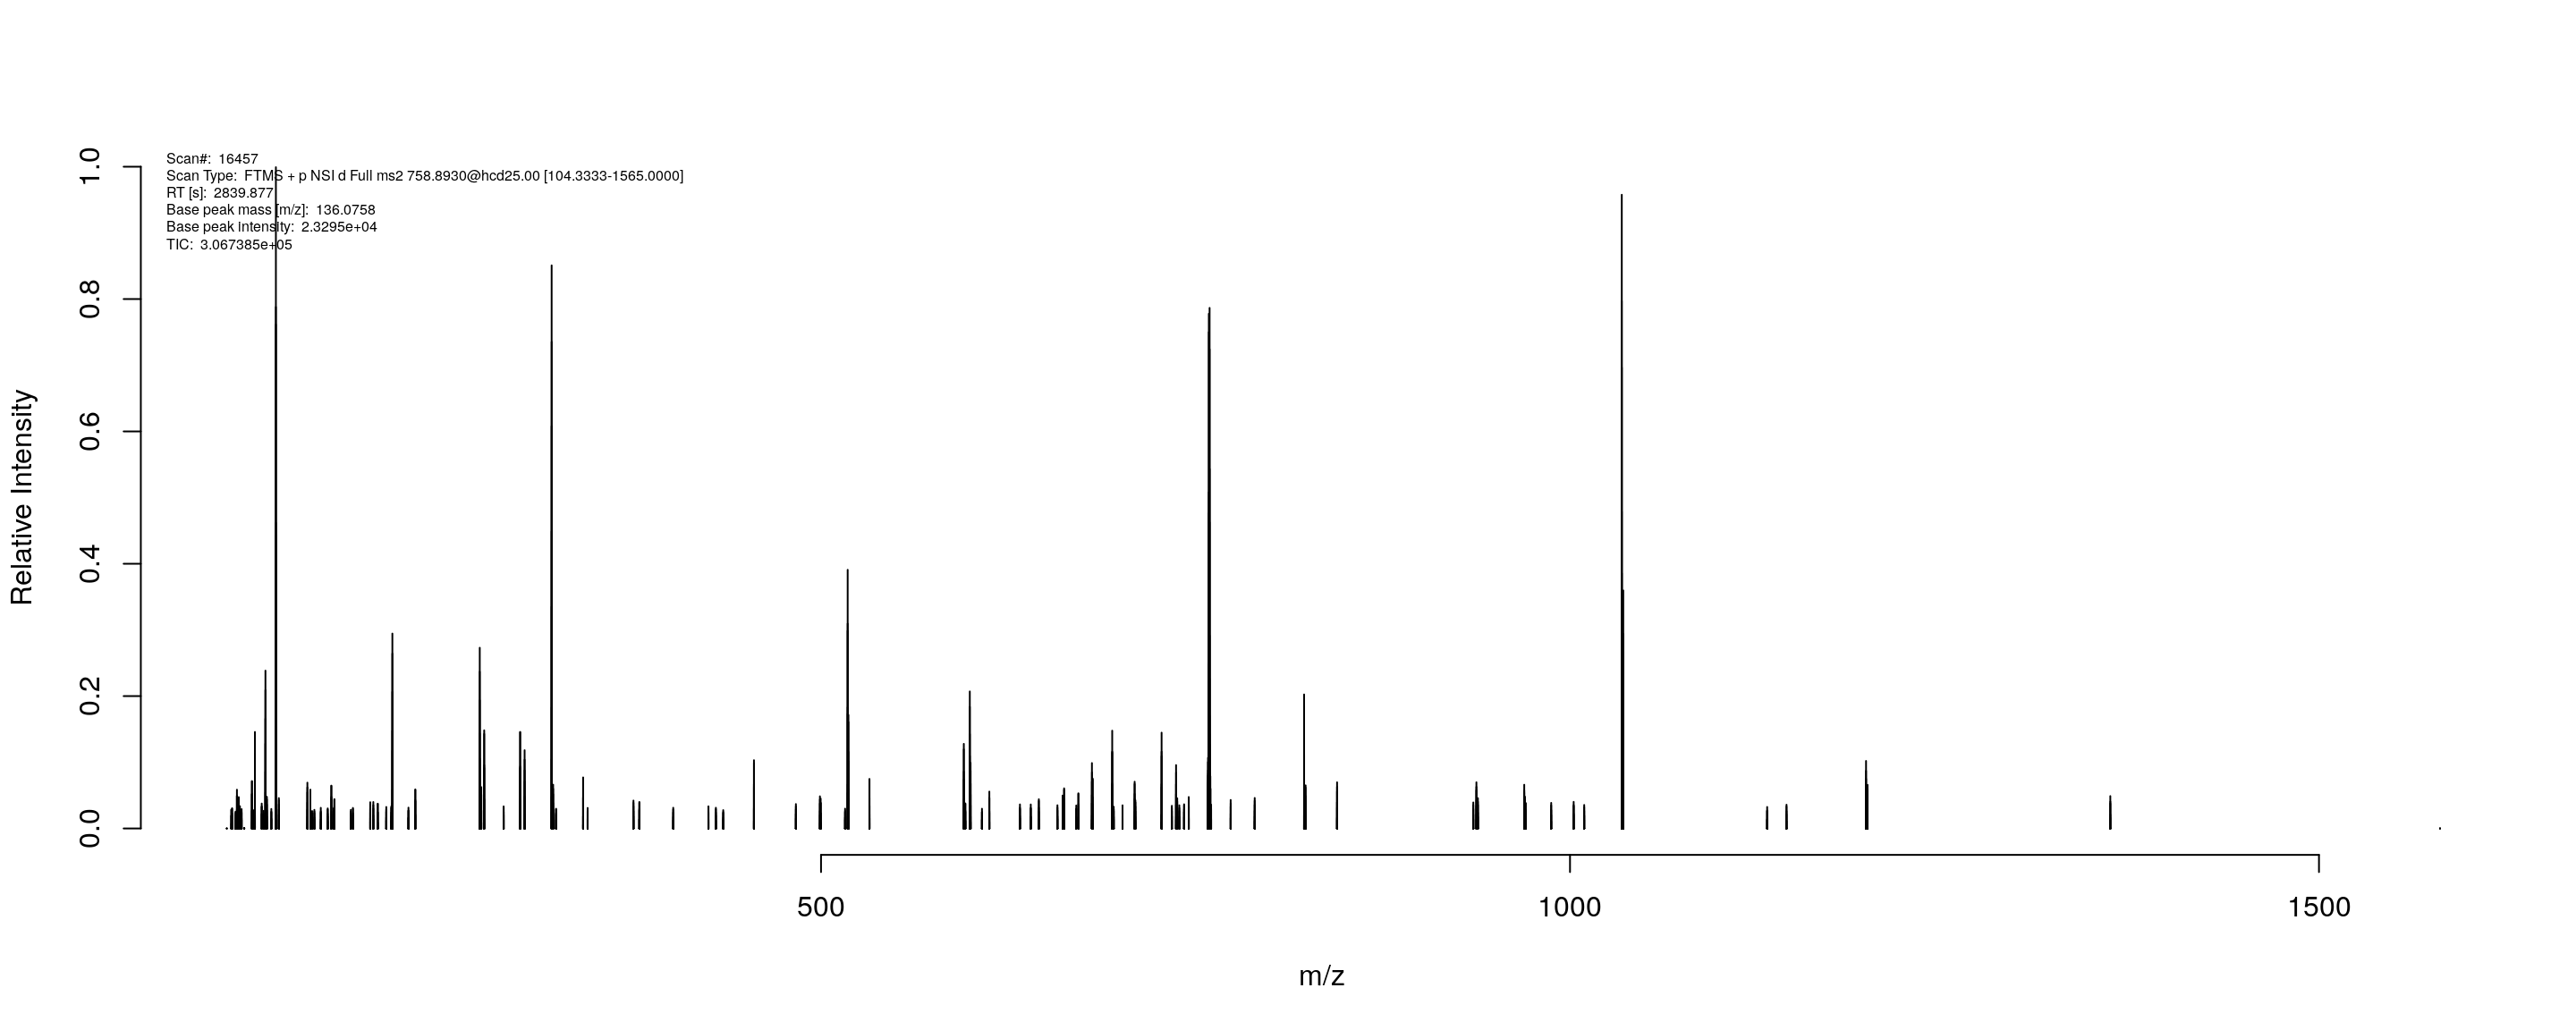 Scan#: 16457
Scan Type: FTMS + p NSI d Full ms2 758.8930@hcd25.00 [104.3333-1565.0000]
RT [s]: 2839.877
Base peak mass [m/z]: 136.0758
Base peak intensity: 2.3295e+04
TIC: 3.067385e+05
Relative Intensity
1.0
0.8
0.6
0.4
0.2
0.0
500 1000 1500
m/z